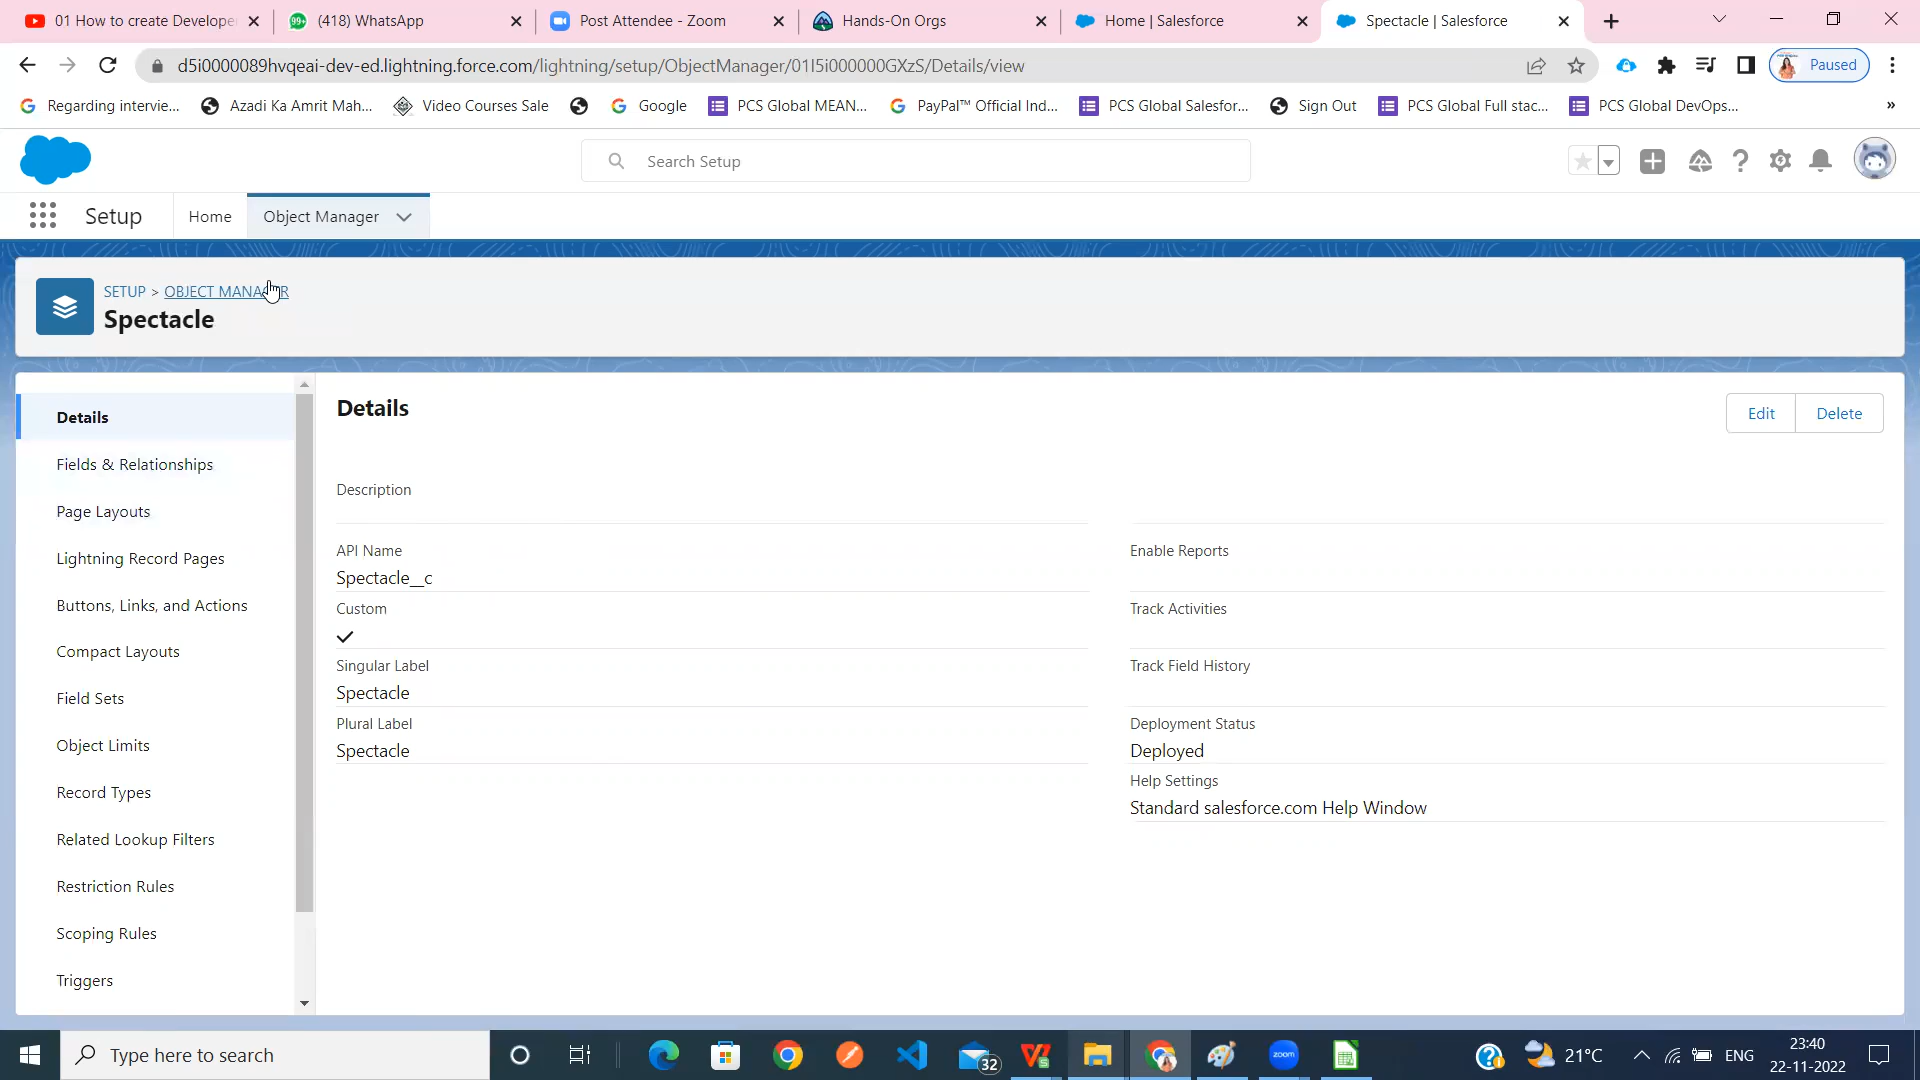 01 How to create Develope
(418) WhatsApp
Post Attendee - Zoom
Hands-On Orgs
Home | Salesforce
Spectacle | Salesforce
d5i0000089hvqeai-dev-ed.lightning.force.com/lightning/setup/ObjectManager/01I5i000000GXzS/Details/view
Paused
Regarding intervie...
Azadi Ka Amrit Mah...
Video Courses Sale
Google
PCS Global MEAN...
PayPal™ Official Ind...
PCS Global Salesfor...
Sign Out
PCS Global Full stac...
PCS Global DevOps...
»
Search Setup
Setup
Home
Object Manager
SETUP > OBJECT MANAGER
Spectacle
Details
Fields & Relationships
Page Layouts
Lightning Record Pages
Buttons, Links, and Actions
Compact Layouts
Field Sets
Object Limits
Record Types
Related Lookup Filters
Restriction Rules
Scoping Rules
Triggers
Details
Edit
Delete
Description
API Name
Spectacle__c
Custom
Singular Label
Spectacle
Plural Label
Spectacle
Enable Reports
Track Activities
Track Field History
Deployment Status
Deployed
Help Settings
Standard salesforce.com Help Window
Type here to search
32
zoom
21°C
ENG
23:40
22-11-2022